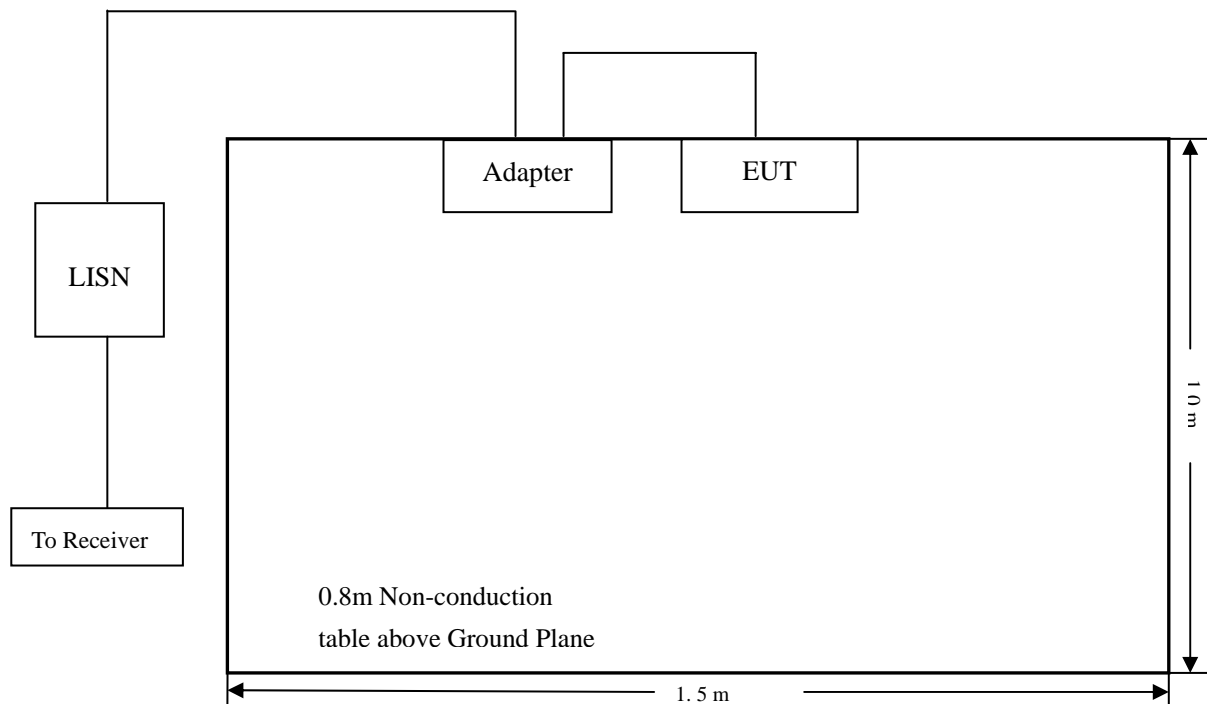 Adapter
EUT
LISN
1.0 m
To Receiver
0.8m Non-conduction
table above Ground Plane
1. 5 m